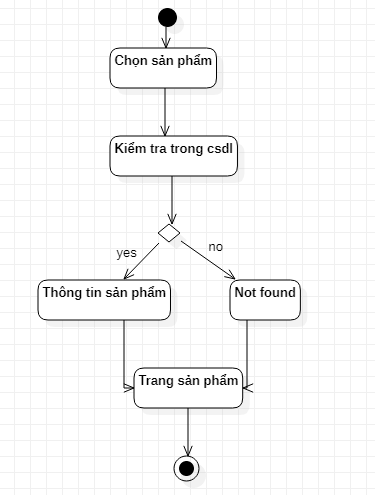 Chọn sản phẩm
Kiểm tra trong csdl
yes
no
Thông tin sản phẩm
Not found
Trang sản phẩm